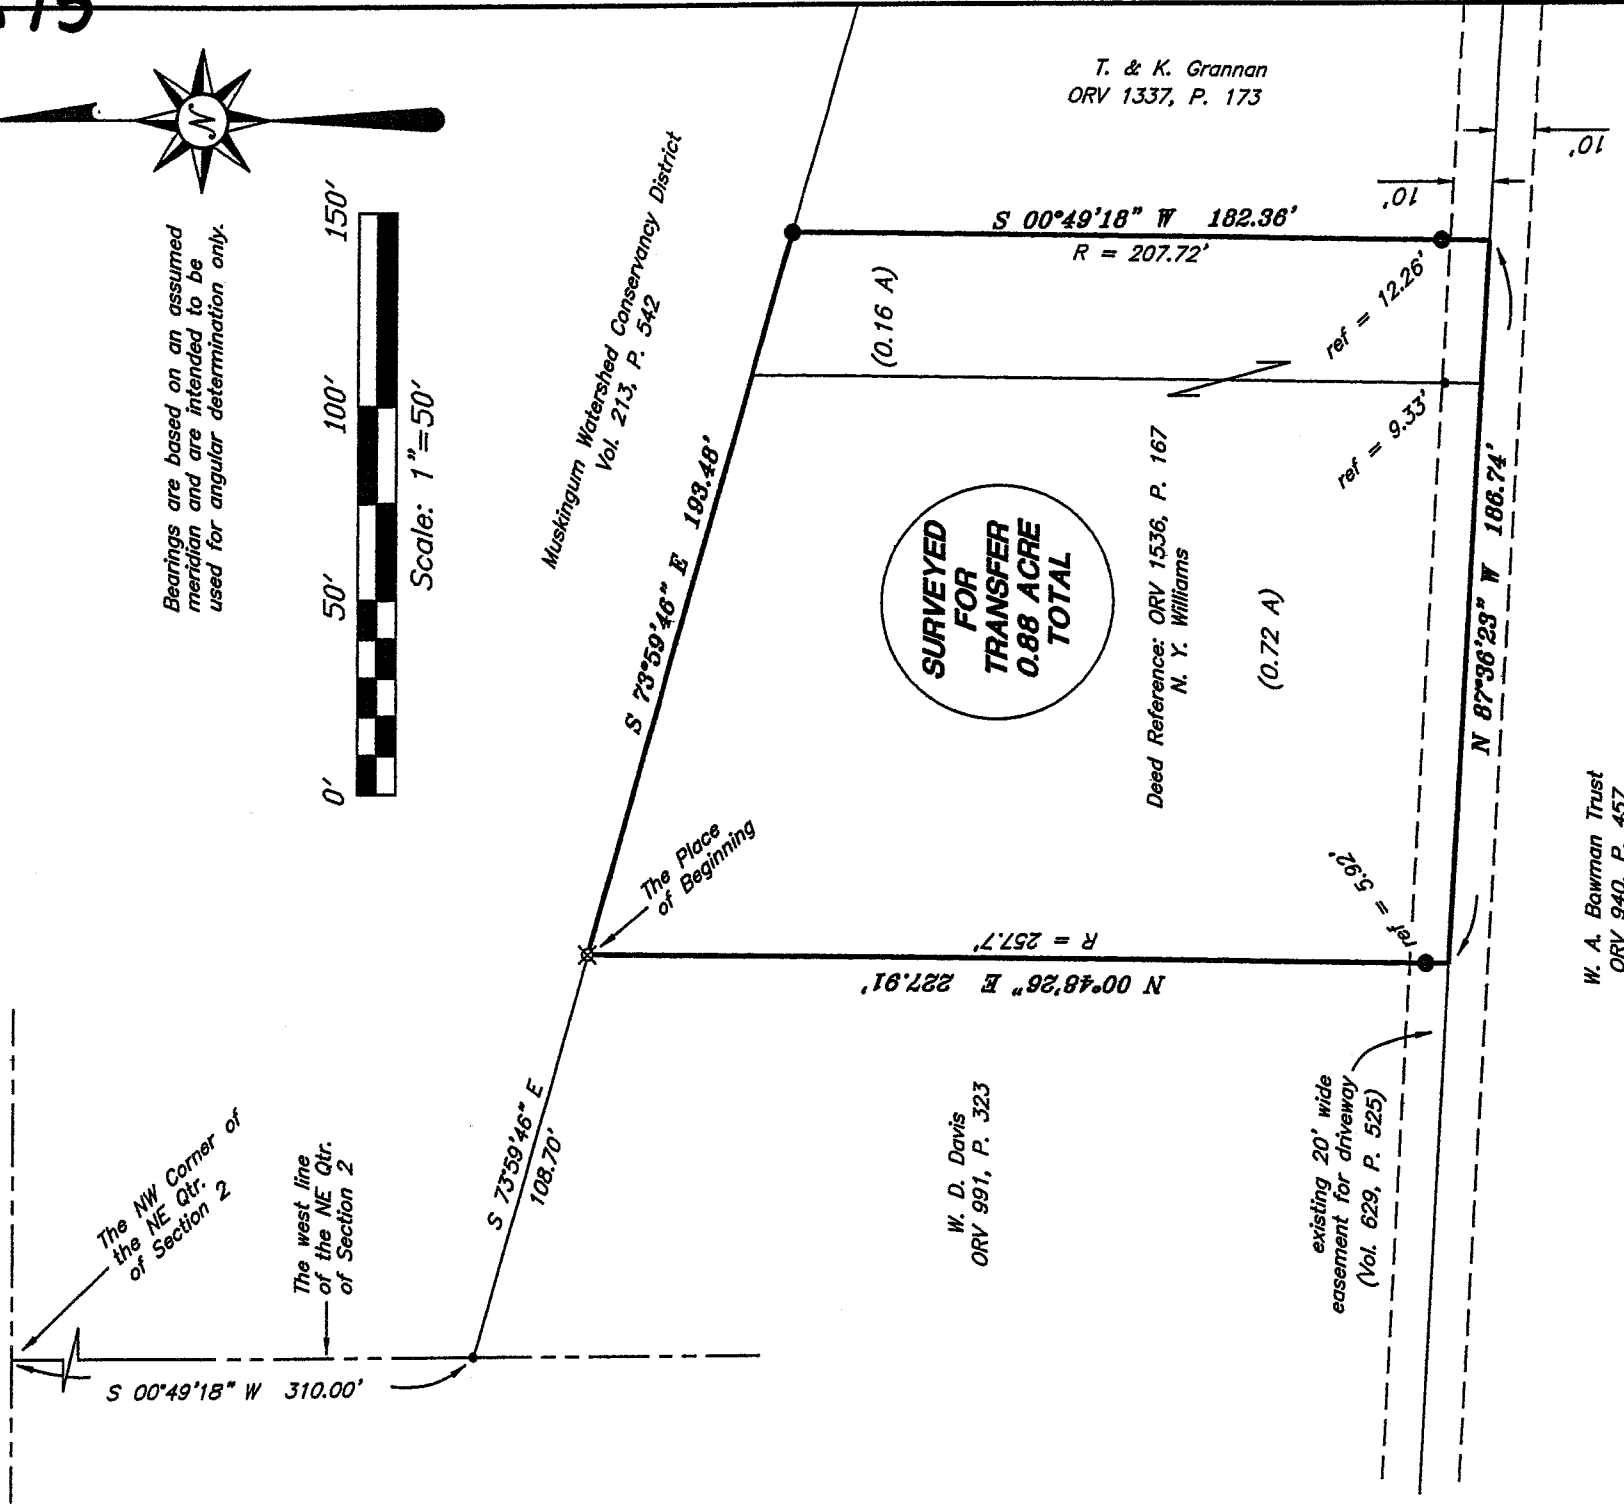 T. & K. Grannan
ORV 1337, P. 173
N
Bearings are based on an assumed
meridian and are intended to be
used for angular determination only.
0' 50' 100' 150'
Scale: 1"=50'
Muskingum Watershed Conservancy District
Vol. 213, P. 542
10'
10'
S 00°49'18" W 182.36'
R = 207.72'
(0.16 A)
ref = 12.26'
ref = 9.33'
S 73°59'46" E 193.48'
SURVEYED
FOR
TRANSFER
0.88 ACRE
TOTAL
Deed Reference: ORV 1536, P. 167
N. Y. Williams
(0.72 A)
N 87°36'23" W 186.74'
The Place
of Beginning
ref = 5.92'
R = 257.7'
N 00°48'26" E 227.91'
W. A. Bowman Trust
ORV 940, P. 457
The NW Corner of
the NE Qtr.
of Section 2
The west line
of the NE Qtr.
of Section 2
S 73°59'46" E
108.70'
W. D. Davis
ORV 991, P. 323
existing 20' wide
easement for driveway
(Vol. 629, P. 525)
S 00°49'18" W 310.00'